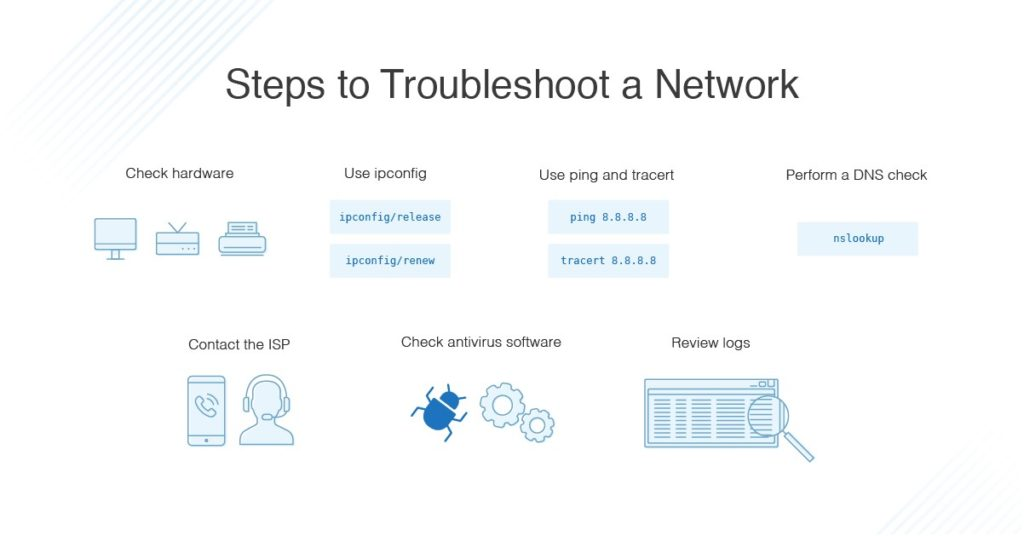 Steps to Troubleshoot a Network
Check hardware
Use ipconfig
ipconfig/release
ipconfig/renew
Use ping and tracert
ping 8.8.8.8
tracert 8.8.8.8
Perform a DNS check
nslookup
Contact the ISP
Check antivirus software
Review logs